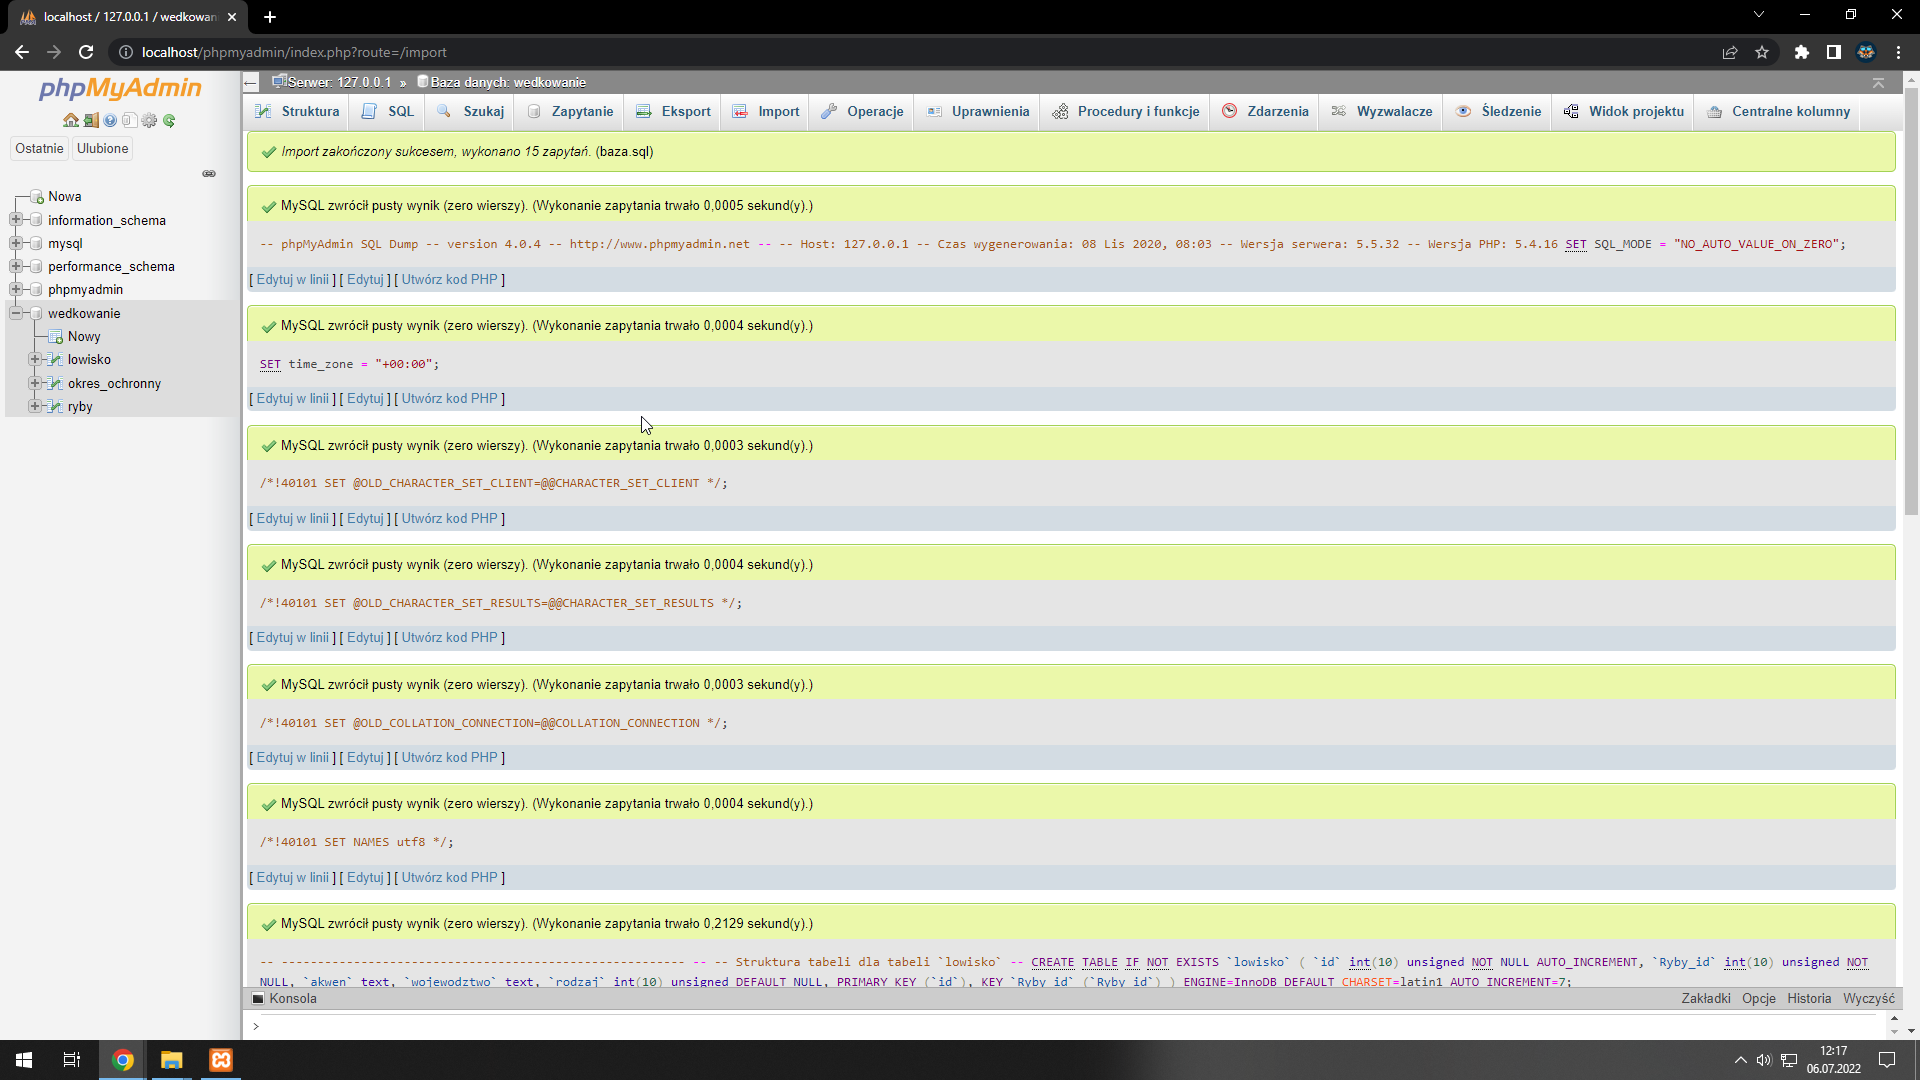 localhost / 127.0.0.1 / wedkowan
localhost/phpmyadmin/index.php?route=/import
phpMyAdmin
Ostatnie
Ulubione
Nowa
information_schema
mysql
performance_schema
phpmyadmin
wedkowanie
Nowy
lowisko
okres_ochronny
ryby
Serwer: 127.0.0.1 » Baza danych: wedkowanie
Struktura SQL Szukaj Zapytanie Eksport Import Operacje Uprawnienia Procedury i funkcje Zdarzenia Wyzwalacze Śledzenie Widok projektu Centralne kolumny
Import zakończony sukcesem, wykonano 15 zapytań. (baza.sql)
MySQL zwrócił pusty wynik (zero wierszy). (Wykonanie zapytania trwało 0,0005 sekund(y).)
-- phpMyAdmin SQL Dump -- version 4.0.4 -- http://www.phpmyadmin.net -- -- Host: 127.0.0.1 -- Czas wygenerowania: 08 Lis 2020, 08:03 -- Wersja serwera: 5.5.32 -- Wersja PHP: 5.4.16 SET SQL_MODE = "NO_AUTO_VALUE_ON_ZERO";
[ Edytuj w linii ] [ Edytuj ] [ Utwórz kod PHP ]
MySQL zwrócił pusty wynik (zero wierszy). (Wykonanie zapytania trwało 0,0004 sekund(y).)
SET time_zone = "+00:00";
[ Edytuj w linii ] [ Edytuj ] [ Utwórz kod PHP ]
MySQL zwrócił pusty wynik (zero wierszy). (Wykonanie zapytania trwało 0,0003 sekund(y).)
/*!40101 SET @OLD_CHARACTER_SET_CLIENT=@@CHARACTER_SET_CLIENT */;
[ Edytuj w linii ] [ Edytuj ] [ Utwórz kod PHP ]
MySQL zwrócił pusty wynik (zero wierszy). (Wykonanie zapytania trwało 0,0004 sekund(y).)
/*!40101 SET @OLD_CHARACTER_SET_RESULTS=@@CHARACTER_SET_RESULTS */;
[ Edytuj w linii ] [ Edytuj ] [ Utwórz kod PHP ]
MySQL zwrócił pusty wynik (zero wierszy). (Wykonanie zapytania trwało 0,0003 sekund(y).)
/*!40101 SET @OLD_COLLATION_CONNECTION=@@COLLATION_CONNECTION */;
[ Edytuj w linii ] [ Edytuj ] [ Utwórz kod PHP ]
MySQL zwrócił pusty wynik (zero wierszy). (Wykonanie zapytania trwało 0,0004 sekund(y).)
/*!40101 SET NAMES utf8 */;
[ Edytuj w linii ] [ Edytuj ] [ Utwórz kod PHP ]
MySQL zwrócił pusty wynik (zero wierszy). (Wykonanie zapytania trwało 0,2129 sekund(y).)
-- -------------------------------------------------------- -- -- Struktura tabeli dla tabeli `lowisko` -- CREATE TABLE IF NOT EXISTS `lowisko` ( `id` int(10) unsigned NOT NULL AUTO_INCREMENT, `Ryby_id` int(10) unsigned NOT
NULL, `akwen` text, `wojewodztwo` text, `rodzaj` int(10) unsigned DEFAULT NULL, PRIMARY KEY (`id`), KEY `Ryby_id` (`Ryby_id`) ) ENGINE=InnoDB DEFAULT CHARSET=latin1 AUTO_INCREMENT=7;
Konsola
Zakładki Opcje Historia Wyczyść
>
12:17
06.07.2022